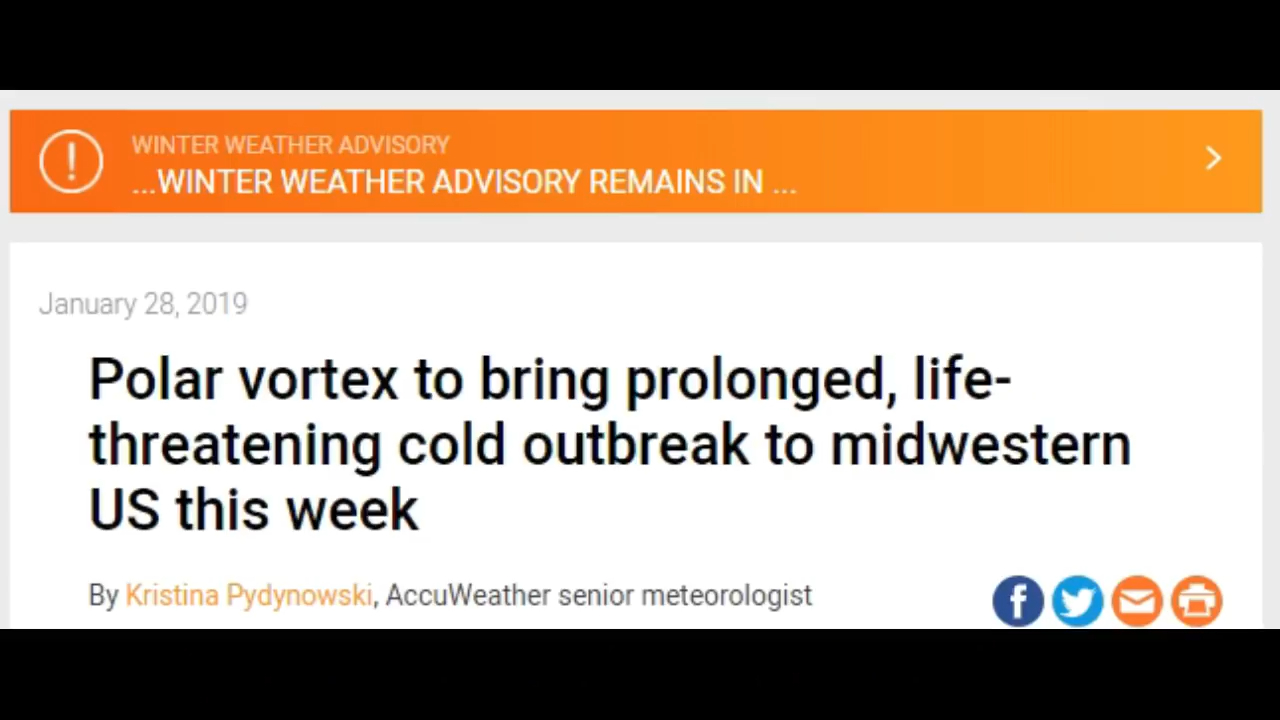 WINTER WEATHER ADVISORY
...WINTER WEATHER ADVISORY REMAINS IN ...
January 28, 2019
Polar vortex to bring prolonged, life-
threatening cold outbreak to midwestern
US this week
By Kristina Pydynowski, AccuWeather senior meteorologist